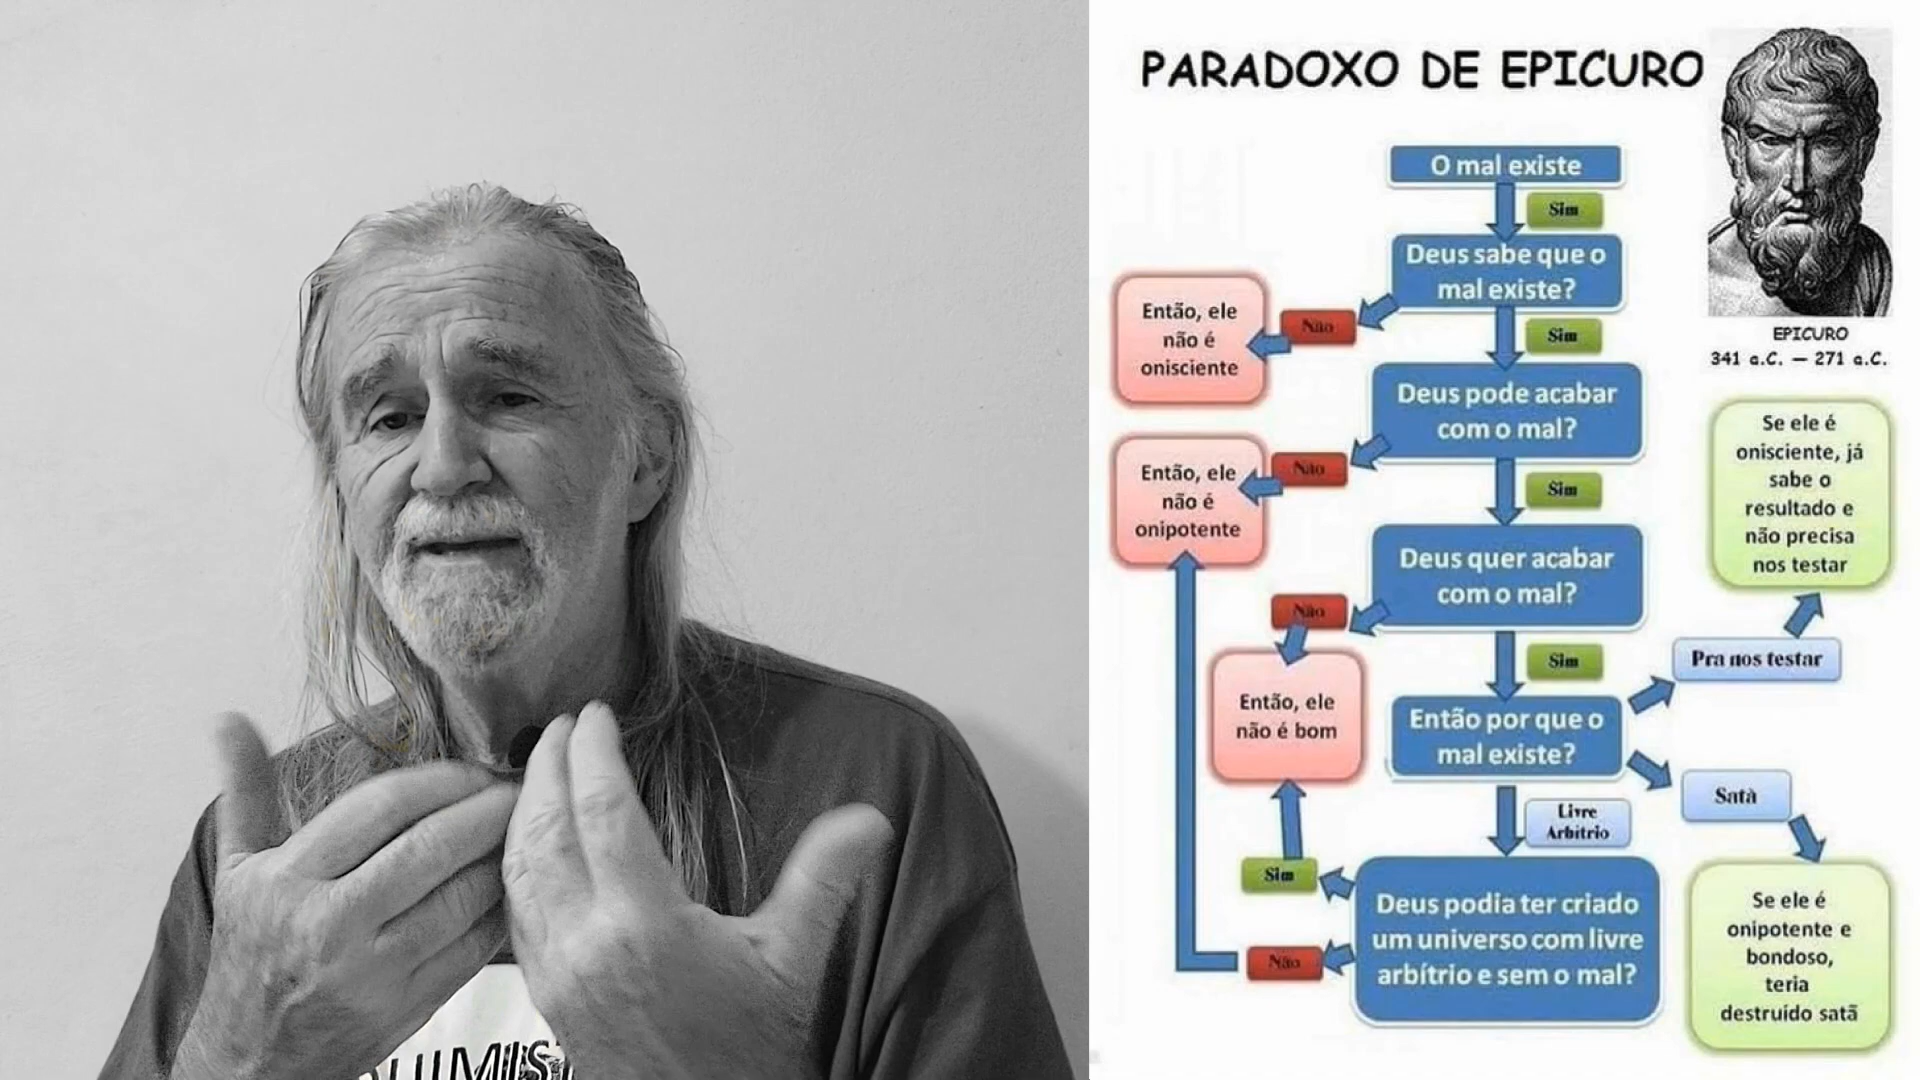 PARADOXO DE EPICURO
O mal existe
Sim
Deus sabe que o
mal existe?
Não
Então, ele
não é
onisciente
Sim
EPICURO
341 a.C. — 271 a.C.
Deus pode acabar
com o mal?
Não
Então, ele
não é
onipotente
Sim
Se ele é
onisciente, já
sabe o
resultado e
não precisa
nos testar
Deus quer acabar
com o mal?
Não
Então, ele
não é bom
Sim
Pra nos testar
Então por que o
mal existe?
Satã
Livre
Arbítrio
Sim
Deus podia ter criado
um universo com livre
arbítrio e sem o mal?
Não
Se ele é
onipotente e
bondoso,
teria
destruído satã